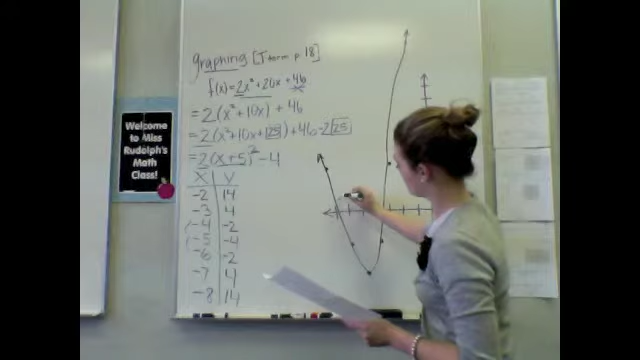 graphing [T term p 18]
f(x) = 2x² + 20x + 46
= 2(x² + 10x) + 46
= 2(x² + 10x + 25) + 46 - 2 25
= 2(x + 5)² - 4
X Y
-2 14
-3 4
-4 -2
-5 -4
-6 -2
-7 4
-8 14
Welcome
to Miss
Rudolph's
Math
Class!